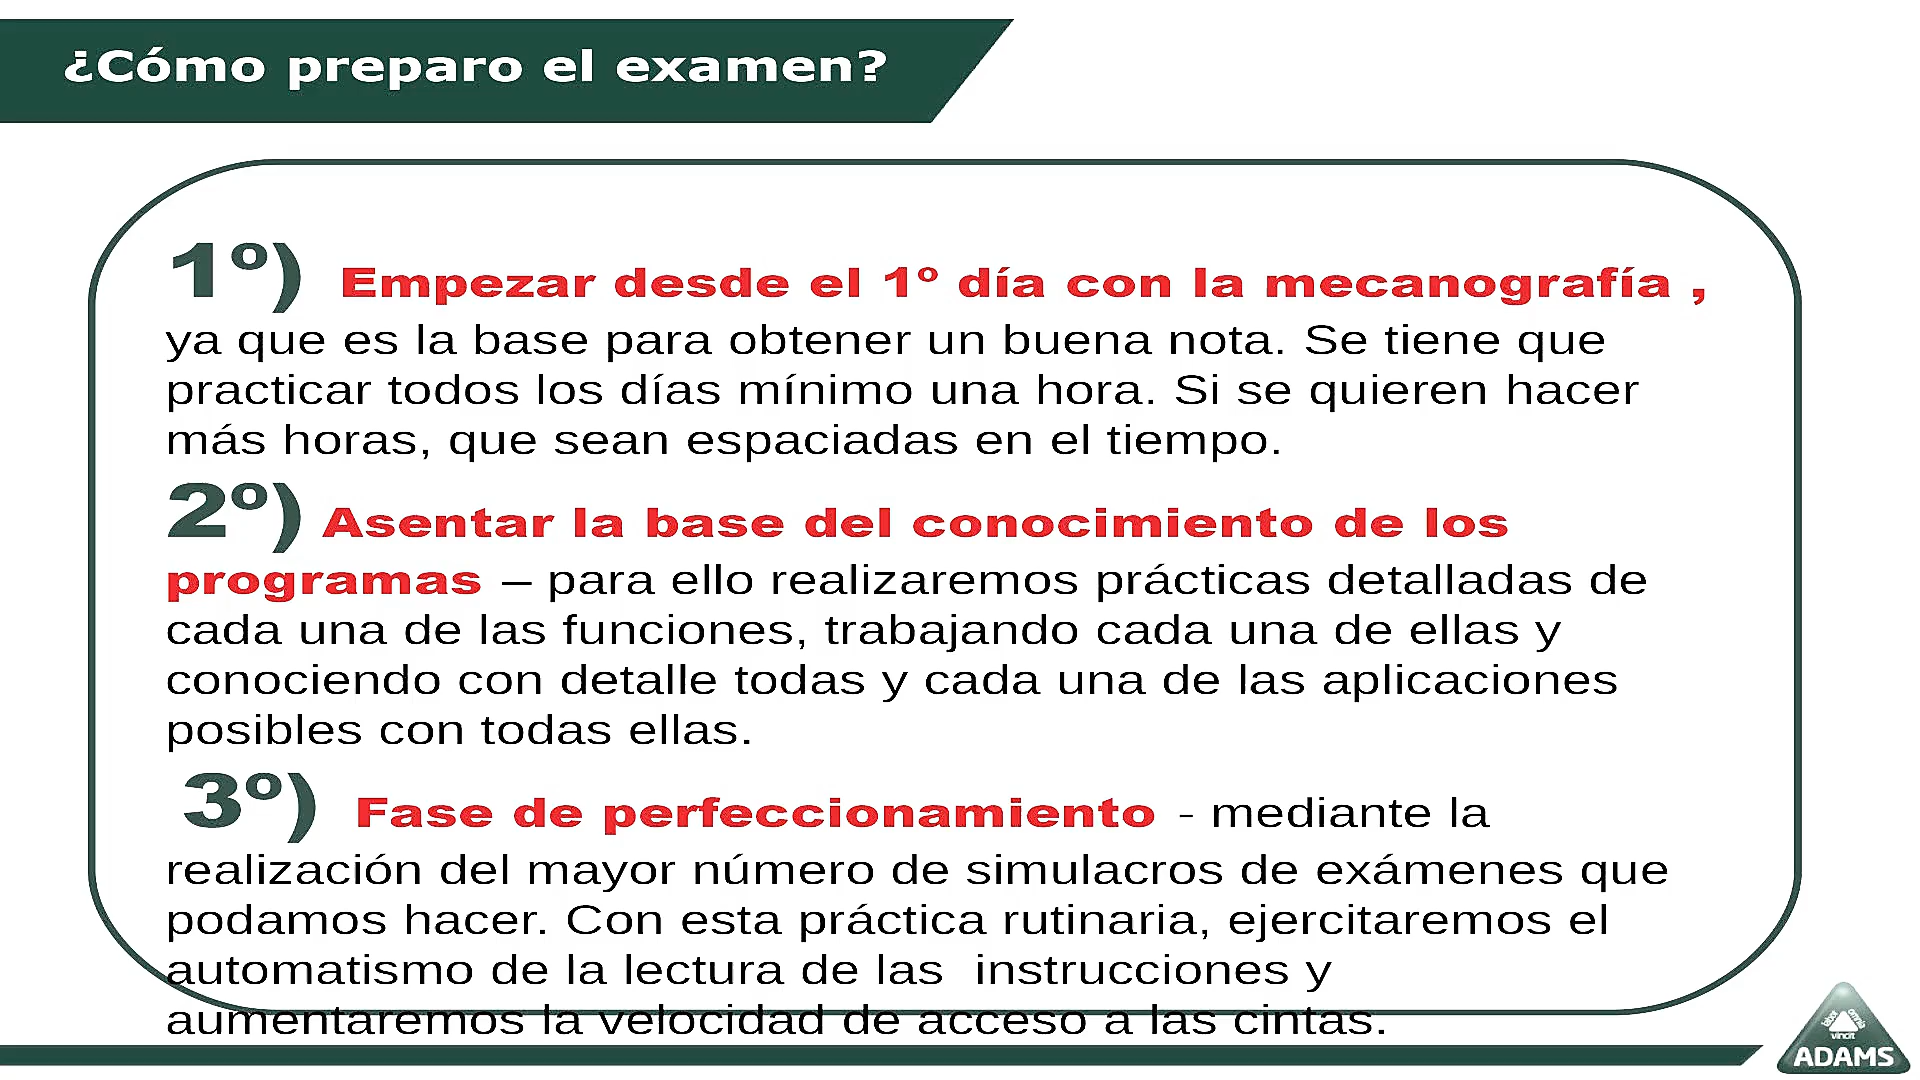 ¿Cómo preparo el examen?
1º) Empezar desde el 1º día con la mecanografía ,
ya que es la base para obtener un buena nota. Se tiene que
practicar todos los días mínimo una hora. Si se quieren hacer
más horas, que sean espaciadas en el tiempo.
2º) Asentar la base del conocimiento de los
programas – para ello realizaremos prácticas detalladas de
cada una de las funciones, trabajando cada una de ellas y
conociendo con detalle todas y cada una de las aplicaciones
posibles con todas ellas.
3º) Fase de perfeccionamiento - mediante la
realización del mayor número de simulacros de exámenes que
podamos hacer. Con esta práctica rutinaria, ejercitaremos el
automatismo de la lectura de las instrucciones y
aumentaremos la velocidad de acceso a las cintas.
labor omnia
vincit
ADAMS